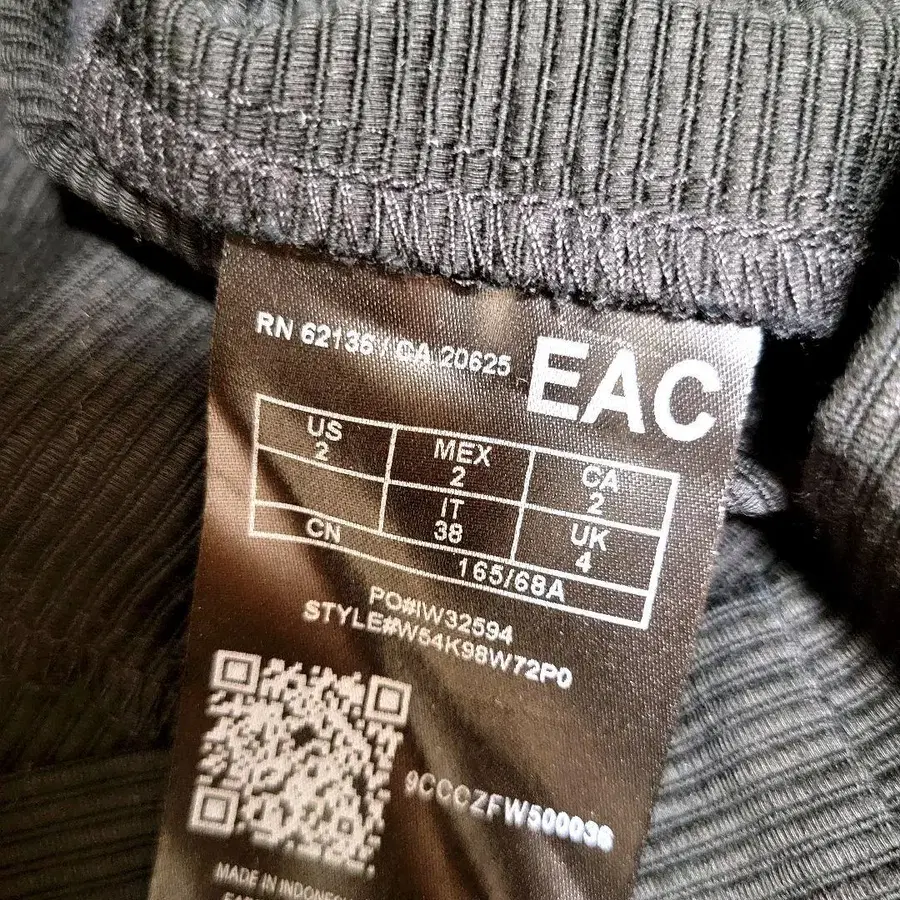 RN 62136 / CA 20625
EAC
US MEX CA
2 2 2
IT UK
38 4
CN 165/68A
PO#IW32594
STYLE#W54K98W72P0
9CCCZFW500036
MADE IN INDONE